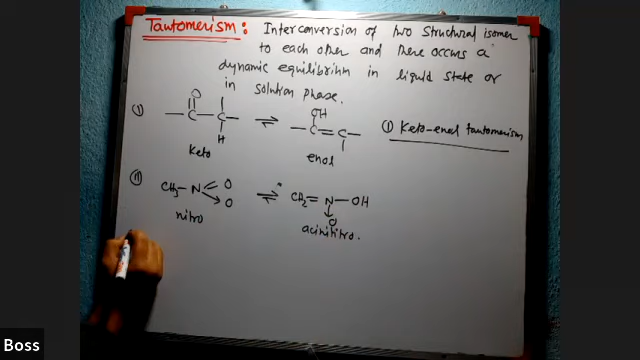 Tautomerism: Interconversion of two structural isomer
to each other and there occurs a
dynamic equilibrium in liquid state or
in solution phase.
(i) O
— C — C — ⇌ OH
— C = C —
H
Keto
enol
① Keto-enol tautomerism
(ii) CH3 — N = O ⇌ CH2 = N — OH
O
O
nitro
acinitro.
Boss